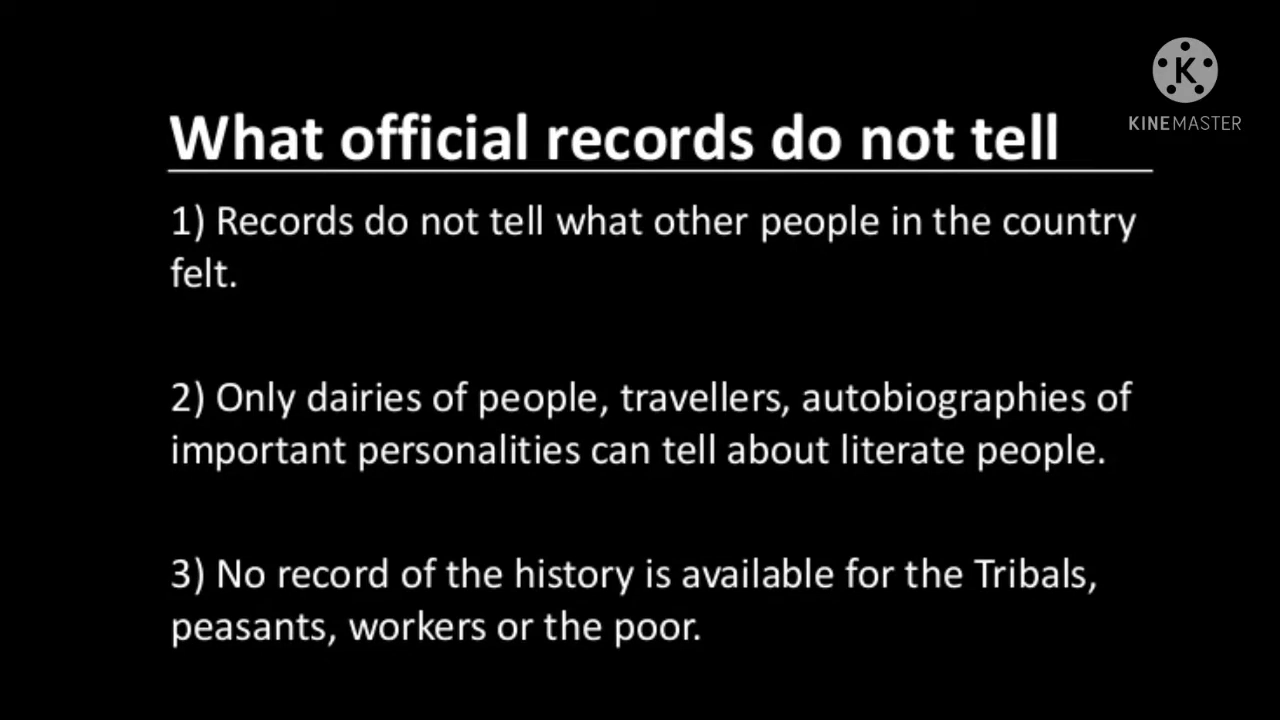 K
KINEMASTER
What official records do not tell
1) Records do not tell what other people in the country
felt.
2) Only dairies of people, travellers, autobiographies of
important personalities can tell about literate people.
3) No record of the history is available for the Tribals,
peasants, workers or the poor.